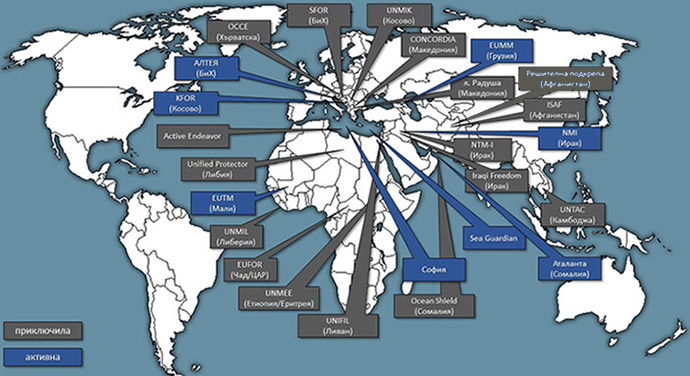 SFOR
(БиХ)
UNMIK
(Косово)
OCCE
(Хърватска)
CONCORDIA
(Македония)
EUMM
(Грузия)
АЛТЕЯ
(БиХ)
л. Радуша
(Македония)
Решителна подкрепа
(Афганистан)
KFOR
(Косово)
ISAF
(Афганистан)
Active Endeavor
NMI
(Ирак)
NTM-I
(Ирак)
Unified Protector
(Либия)
Iraqi Freedom
(Ирак)
EUTM
(Мали)
UNTAC
(Камбоджа)
UNMIL
(Либерия)
Sea Guardian
EUFOR
(Чад/ЦАР)
София
Аталанта
(Сомалия)
UNMEE
(Етиопия/Еритрея)
Ocean Shield
(Сомалия)
UNIFIL
(Ливан)
приключила
активна